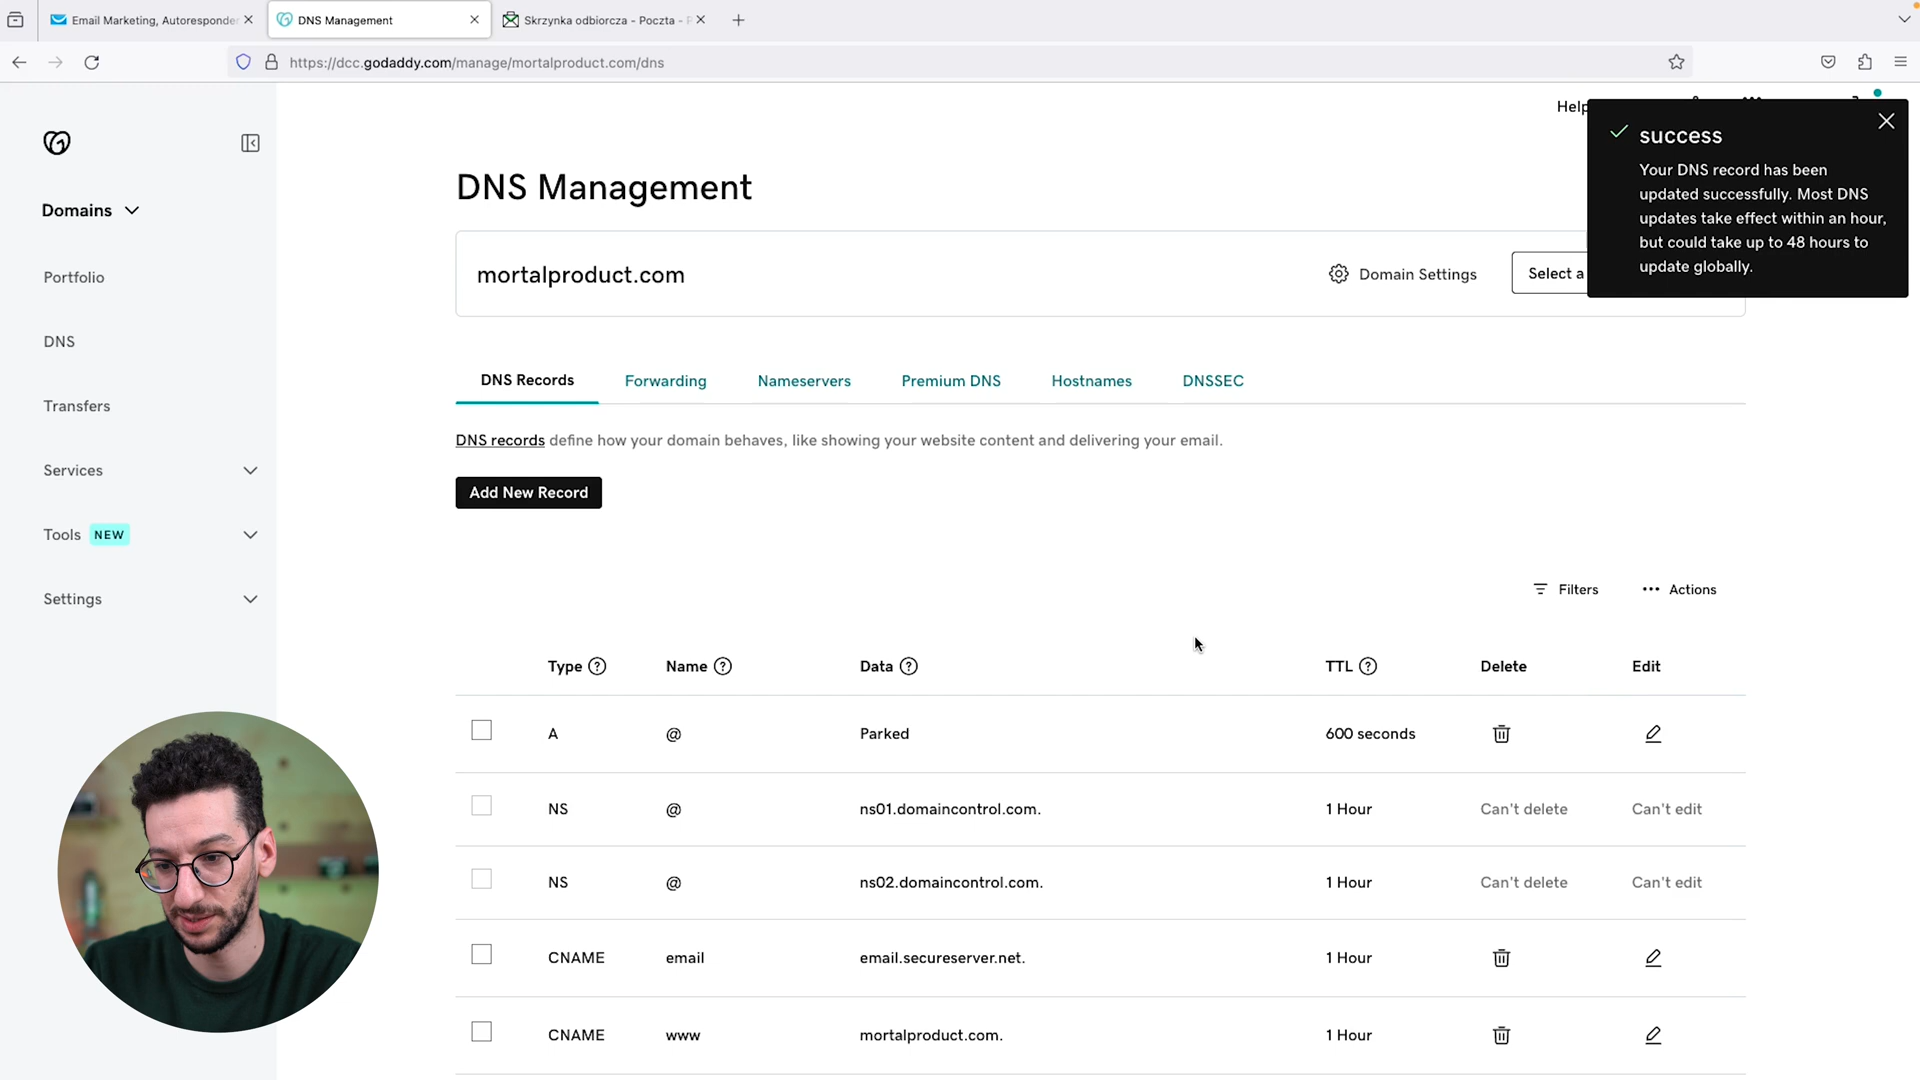 Email Marketing, Autoresponde
DNS Management
Skrzynka odbiorcza - Poczta -
https://dcc.godaddy.com/manage/mortalproduct.com/dns
Help
success
Your DNS record has been
updated successfully. Most DNS
updates take effect within an hour,
but could take up to 48 hours to
update globally.
Domains
Portfolio
DNS
Transfers
Services
Tools NEW
Settings
DNS Management
mortalproduct.com
Domain Settings
Select a
DNS Records Forwarding Nameservers Premium DNS Hostnames DNSSEC
DNS records define how your domain behaves, like showing your website content and delivering your email.
Add New Record
Filters ••• Actions
Type ? Name ? Data ? TTL ? Delete Edit
A @ Parked 600 seconds
NS @ ns01.domaincontrol.com. 1 Hour Can't delete Can't edit
NS @ ns02.domaincontrol.com. 1 Hour Can't delete Can't edit
CNAME email email.secureserver.net. 1 Hour
CNAME www mortalproduct.com. 1 Hour